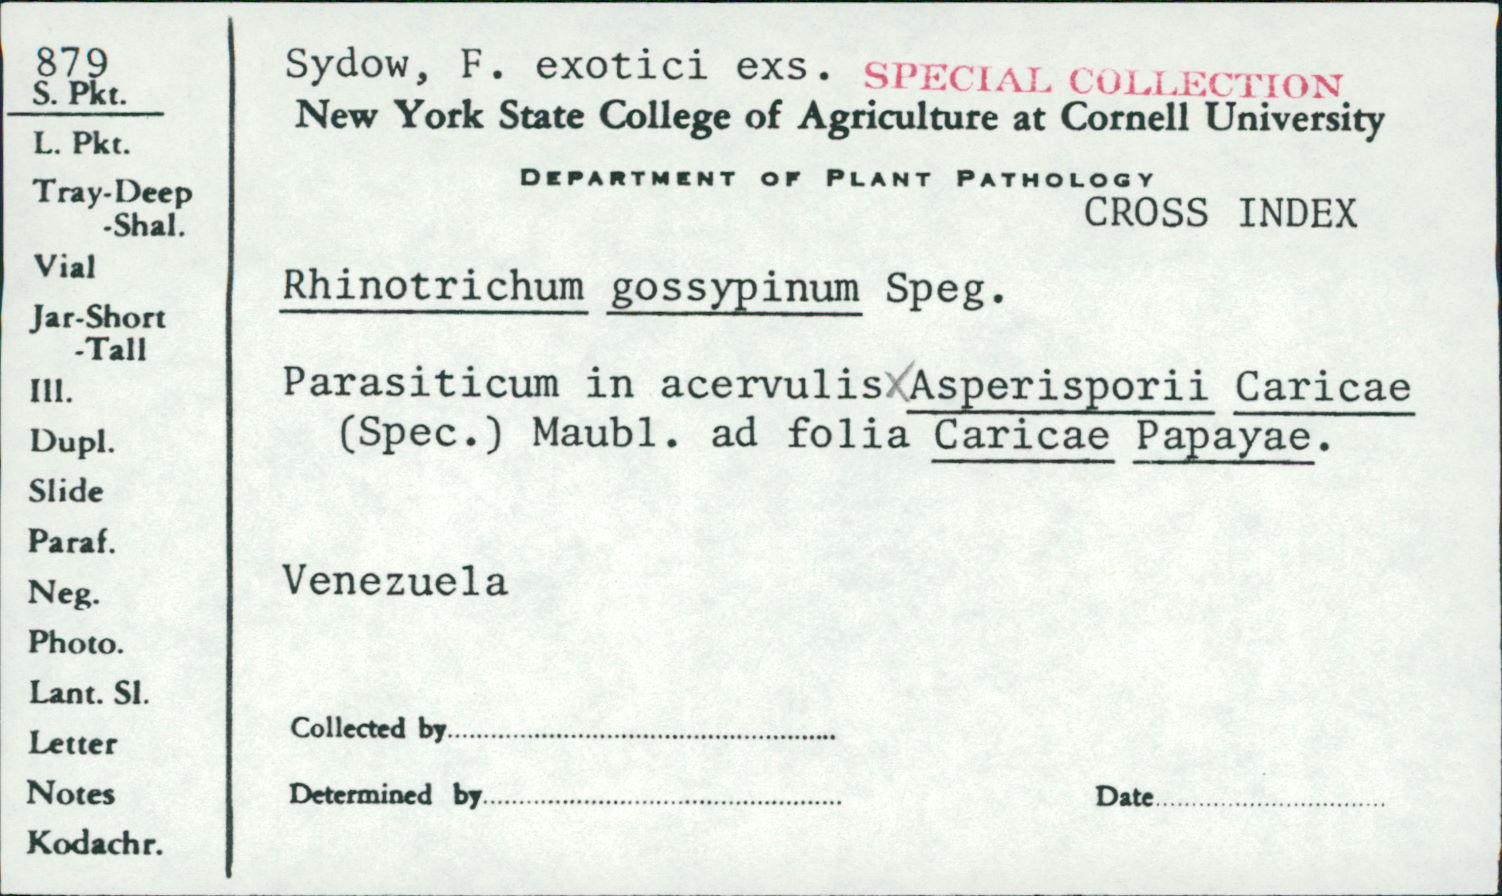 879
S. Pkt.
L. Pkt.
Tray-Deep
-Shal.
Vial
Jar-Short
-Tall
Ill.
Dupl.
Slide
Paraf.
Neg.
Photo.
Lant. Sl.
Letter
Notes
Kodachr.
Sydow, F. exotici exs. SPECIAL COLLECTION
New York State College of Agriculture at Cornell University
DEPARTMENT OF PLANT PATHOLOGY
CROSS INDEX
Rhinotrichum gossypinum Speg.
Parasiticum in acervulis X Asperisporii Caricae
(Spec.) Maubl. ad folia Caricae Papayae.
Venezuela
Collected by
Determined by
Date